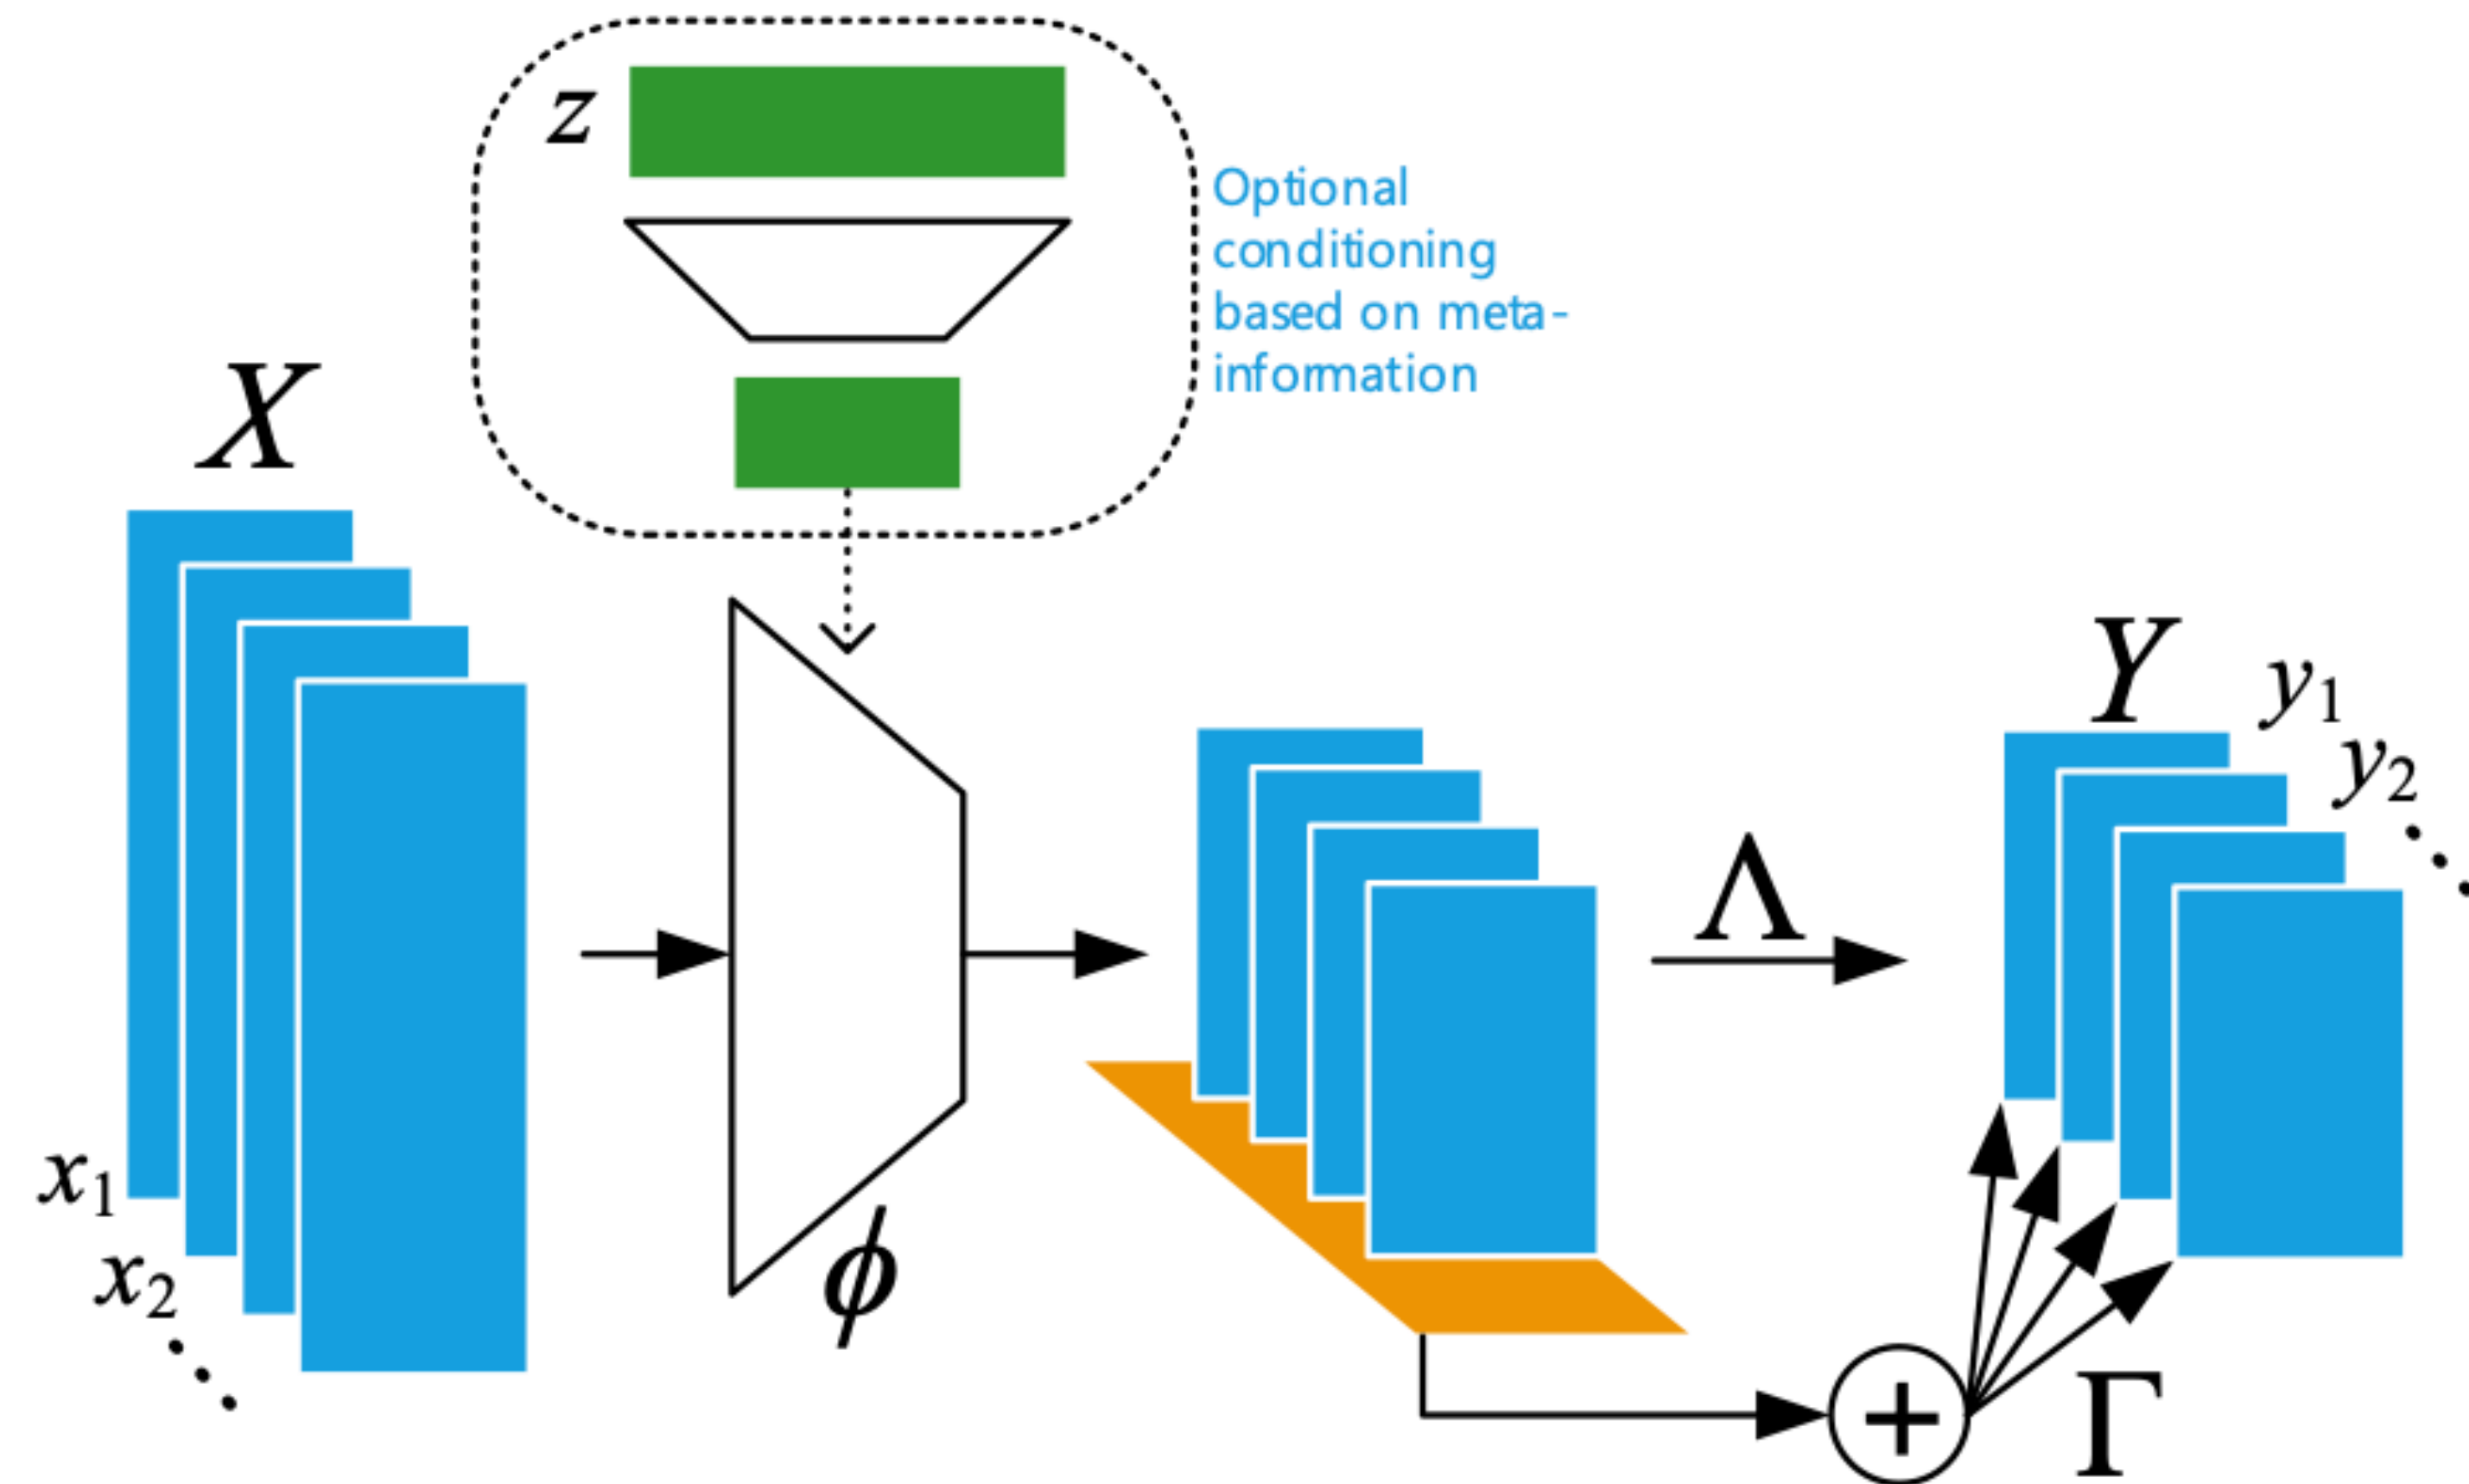 z
Optional
conditioning
based on meta-
information
X
x1
x2
ϕ
Λ
Y
y1
y2
+
Γ